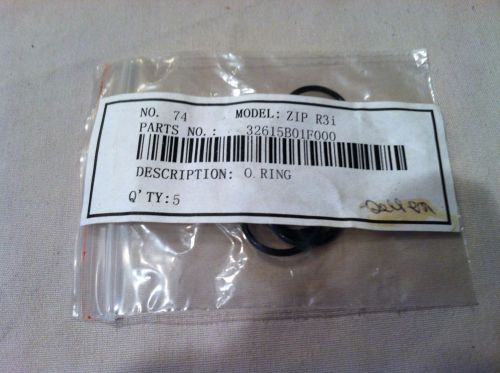 NO. 74 MODEL: ZIP R3i
PARTS NO.: 32615B01F000
DESCRIPTION: O RING
Q'TY: 5